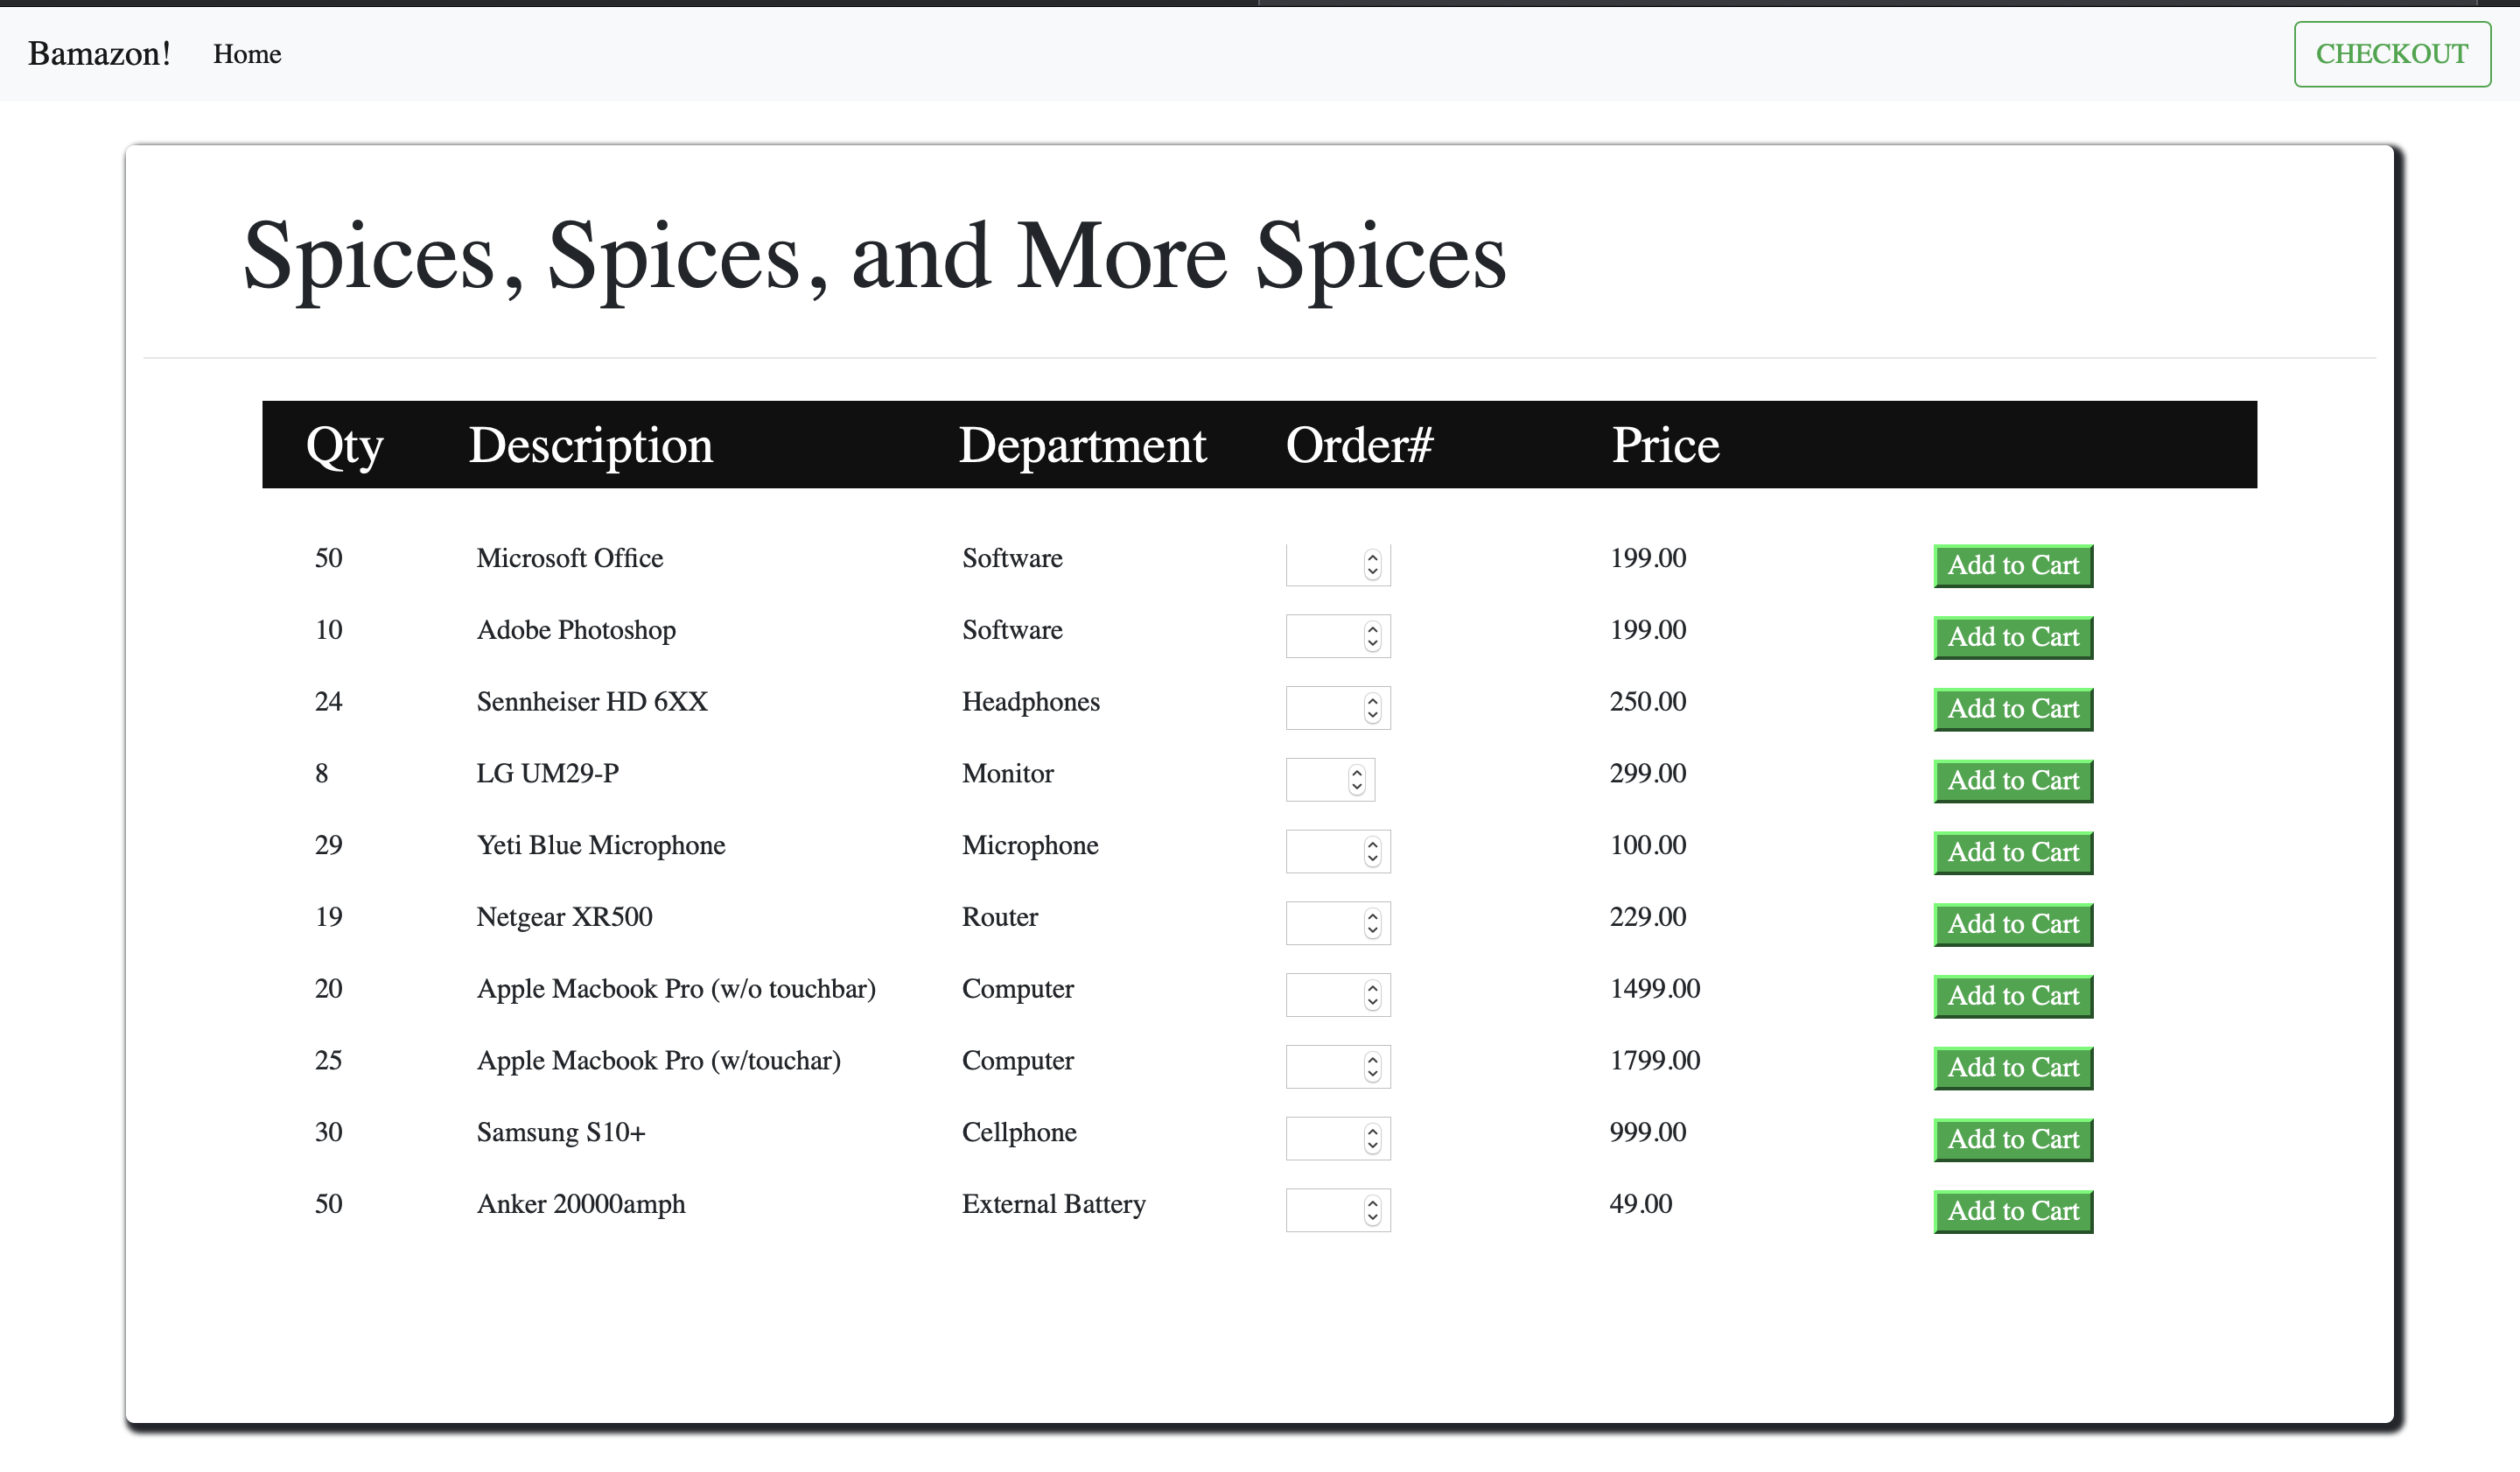 Bamazon! Home CHECKOUT
Spices, Spices, and More Spices
Qty Description Department Order# Price
50 Microsoft Office Software 199.00 Add to Cart
10 Adobe Photoshop Software 199.00 Add to Cart
24 Sennheiser HD 6XX Headphones 250.00 Add to Cart
8 LG UM29-P Monitor 299.00 Add to Cart
29 Yeti Blue Microphone Microphone 100.00 Add to Cart
19 Netgear XR500 Router 229.00 Add to Cart
20 Apple Macbook Pro (w/o touchbar) Computer 1499.00 Add to Cart
25 Apple Macbook Pro (w/touchar) Computer 1799.00 Add to Cart
30 Samsung S10+ Cellphone 999.00 Add to Cart
50 Anker 20000amph External Battery 49.00 Add to Cart